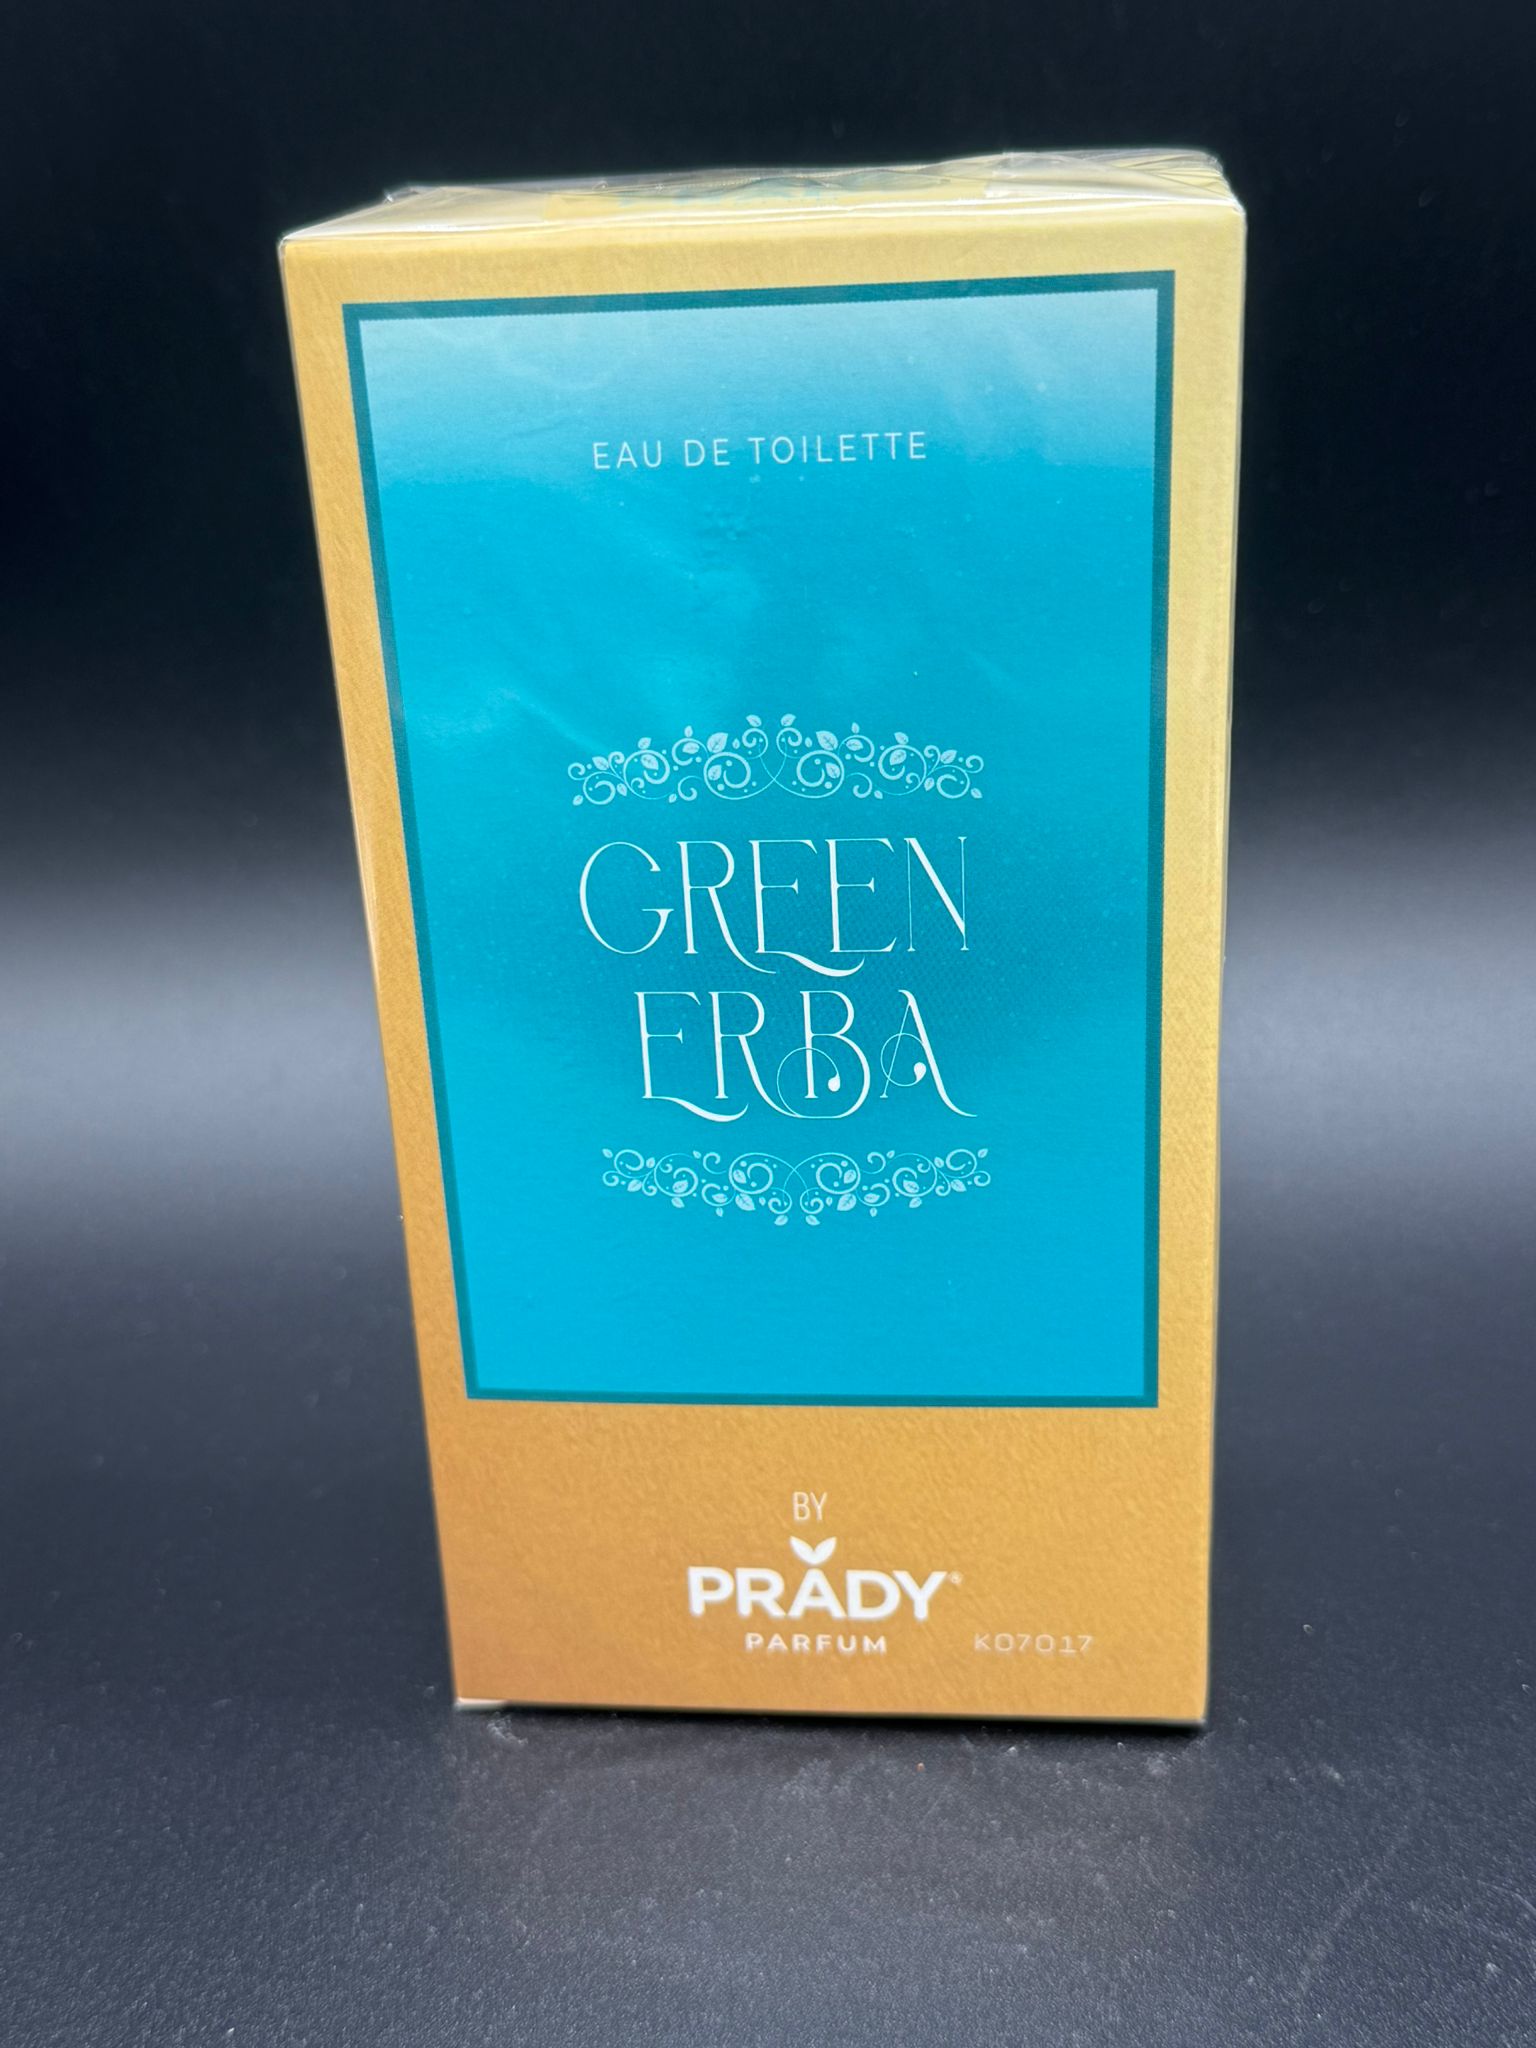 EAU DE TOILETTE
GREEN
ERBA
BY
PRADY®
PARFUM
K07017